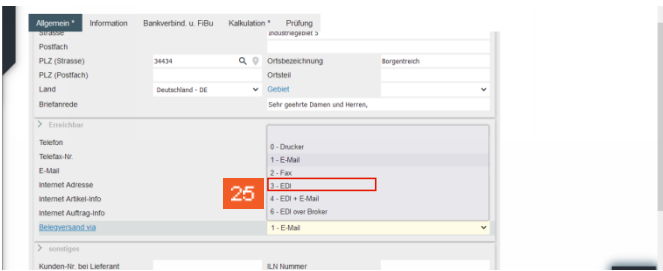 Allgemein * Information Bankverbind. u. FiBu Kalkulation * Prüfung
Strasse Industriegebiet 5
Postfach
PLZ (Strasse) 34434 Ortsbezeichnung Borgentreich
PLZ (Postfach) Ortsteil
Land Deutschland - DE Gebiet
Briefanrede Sehr geehrte Damen und Herren,
> Erreichbar
Telefon 0 - Drucker
Telefax-Nr. 1 - E-Mail
E-Mail 2 - Fax
Internet Adresse 25 3 - EDI
Internet Artikel-Info 4 - EDI + E-Mail
Internet Auftrag-Info 6 - EDI over Broker
Belegversand via 1 - E-Mail
> sonstiges
Kunden-Nr. bei Lieferant ILN Nummer